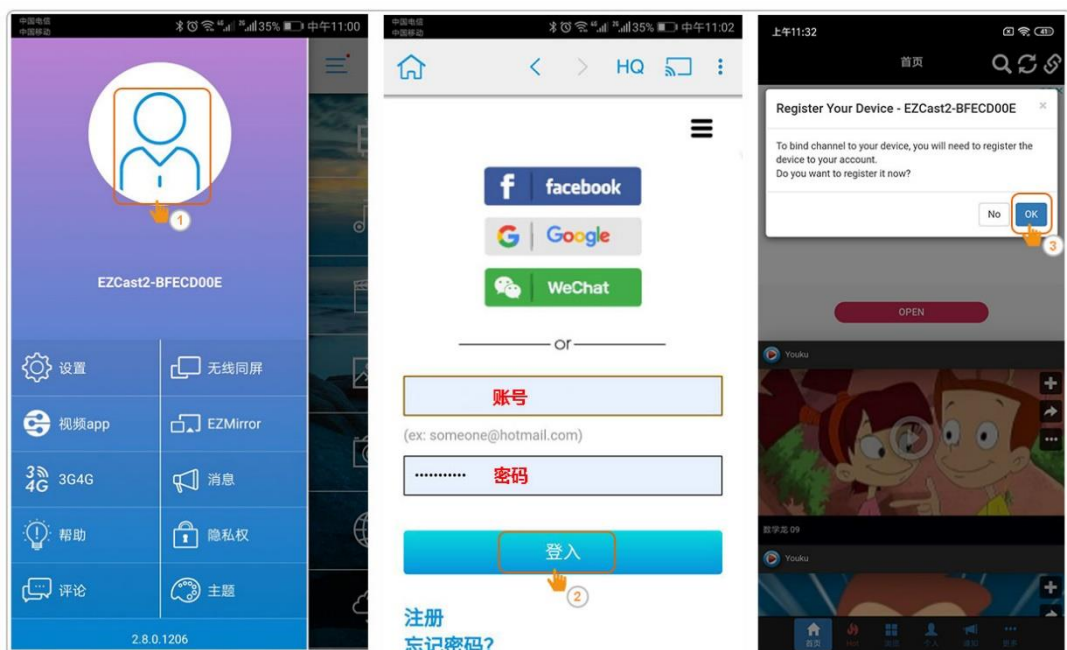 中国电信
中国移动
35%
中午11:00
1
EZCast2-BFECD00E
设置
无线同屏
视频app
EZMirror
3G4G
消息
帮助
隐私权
评论
主题
2.8.0.1206
中国电信
中国移动
35%
中午11:02
HQ
facebook
Google
WeChat
or
账号
(ex: someone@hotmail.com)
密码
登入
2
注册
忘记密码?
上午11:32
首页
Register Your Device - EZCast2-BFECD00E
To bind channel to your device, you will need to register the
device to your account.
Do you want to register it now?
No
OK
3
OPEN
Youku
数学龙 09
Youku
首页
Hot
个人